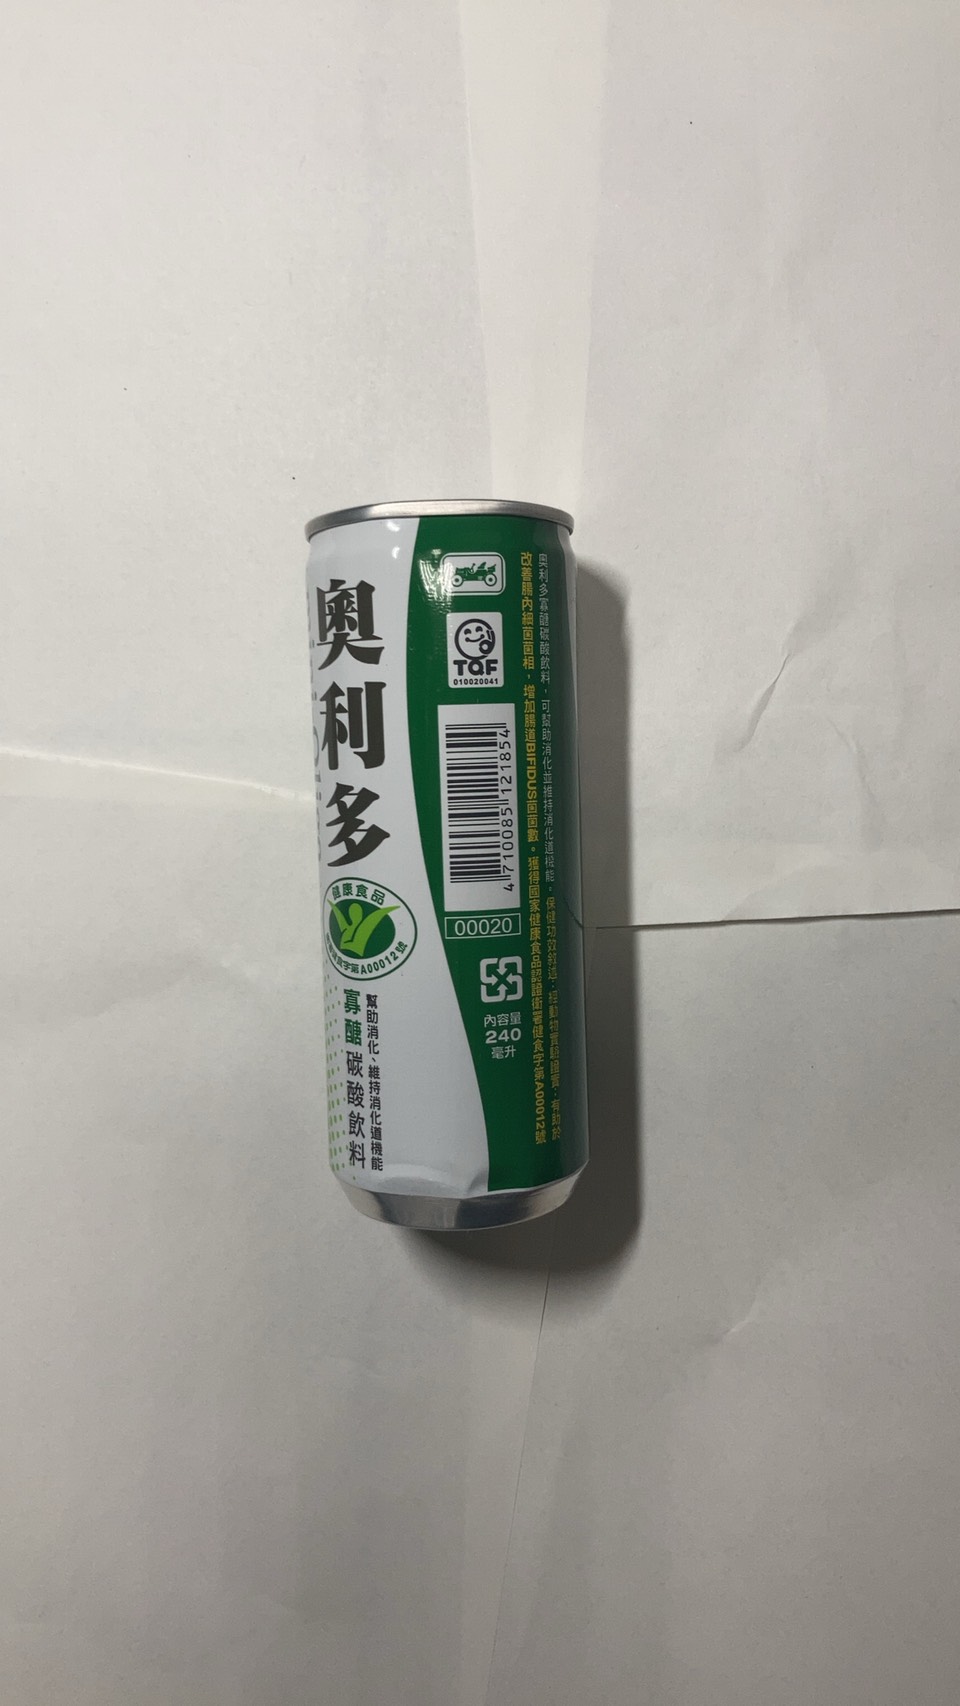 奧利多
健康食品
健食字第A00012號
寡醣碳酸飲料
幫助消化、維持消化道機能
TQF
010020041
4 710085 121854
00020
內容量
240
毫升
改善腸內細菌菌相,增加腸道BIFIDUS菌菌數。獲得國家健康食品認證衛署健食字第A00012號
奧利多寡醣碳酸飲料,可幫助消化並維持消化道機能。保健功效敘述:經動物實驗證實,有助於